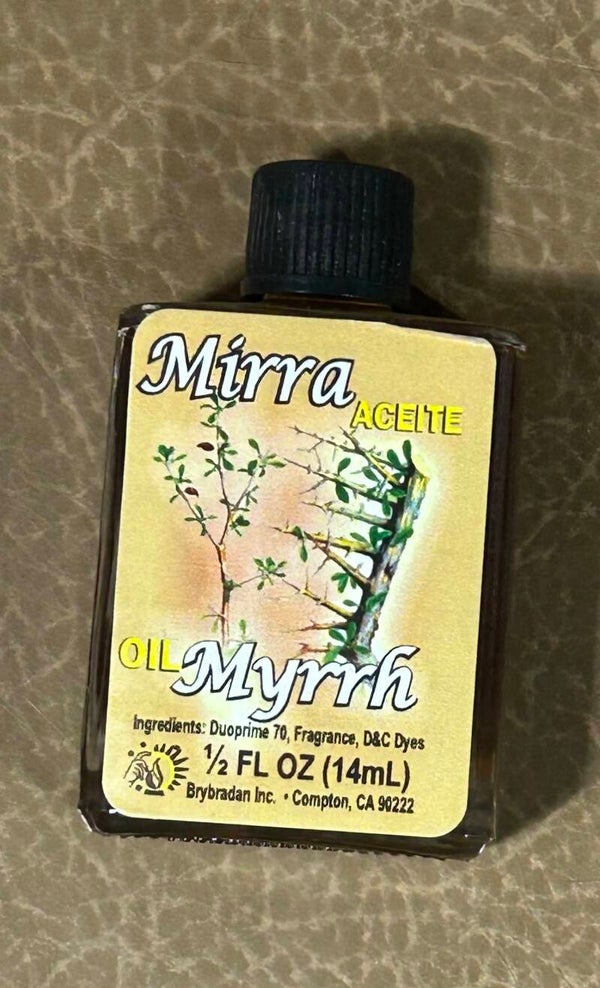 Mirra
ACEITE
OIL Myrrh
Ingredients: Duoprime 70, Fragrance, D&C Dyes
½ FL OZ (14mL)
Brybradan Inc. • Compton, CA 90222